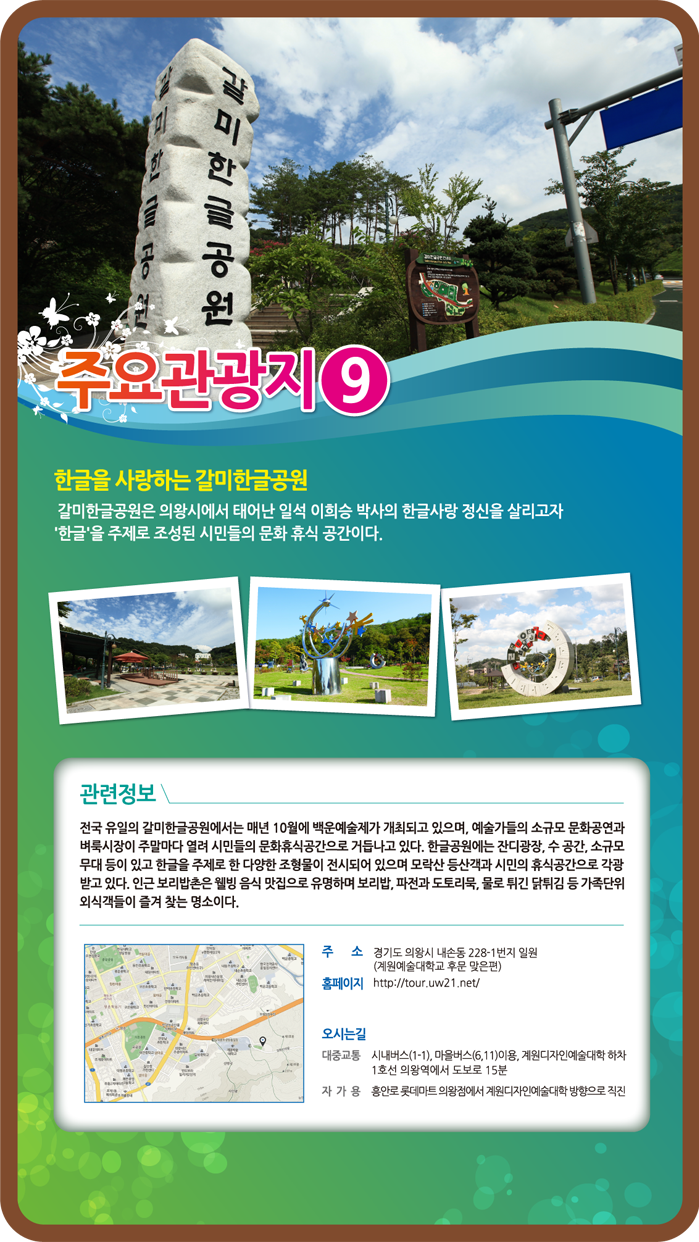 갈미한글공원
갈미한글공원
주요관광지 9
한글을 사랑하는 갈미한글공원
갈미한글공원은 의왕시에서 태어난 일석 이희승 박사의 한글사랑 정신을 살리고자
'한글'을 주제로 조성된 시민들의 문화 휴식 공간이다.
관련정보
전국 유일의 갈미한글공원에서는 매년 10월에 백운예술제가 개최되고 있으며, 예술가들의 소규모 문화공연과
벼룩시장이 주말마다 열려 시민들의 문화휴식공간으로 거듭나고 있다. 한글공원에는 잔디광장, 수 공간, 소규모
무대 등이 있고 한글을 주제로 한 다양한 조형물이 전시되어 있으며 모락산 등산객과 시민의 휴식공간으로 각광
받고 있다. 인근 보리밥촌은 웰빙 음식 맛집으로 유명하며 보리밥, 파전과 도토리묵, 물로 튀긴 닭튀김 등 가족단위
외식객들이 즐겨 찾는 명소이다.
주 소 경기도 의왕시 내손동 228-1번지 일원
(계원예술대학교 후문 맞은편)
홈페이지 http://tour.uw21.net/
오시는길
대중교통 시내버스(1-1), 마을버스(6,11)이용, 계원디자인예술대학 하차
1호선 의왕역에서 도보로 15분
자 가 용 흥안로 롯데마트 의왕점에서 계원디자인예술대학 방향으로 직진